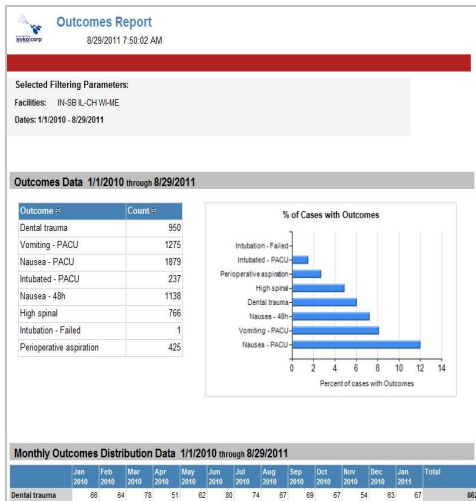 evko corp
Outcomes Report
8/29/2011 7:50:02 AM
Selected Filtering Parameters:
Facilities: IN-SB IL-CH WI-ME
Dates: 1/1/2010 - 8/29/2011
Outcomes Data 1/1/2010 through 8/29/2011
Outcome Count
Dental trauma 950
Vomiting - PACU 1275
Nausea - PACU 1879
Intubated - PACU 237
Nausea - 48h 1138
High spinal 766
Intubation - Failed 1
Perioperative aspiration 425
% of Cases with Outcomes
Intubation - Failed
Intubated - PACU
Perioperative aspiration
High spinal
Dental trauma
Nausea - 48h
Vomiting - PACU
Nausea - PACU
0 2 4 6 8 10 12 14
Percent of cases with Outcomes
Monthly Outcomes Distribution Data 1/1/2010 through 8/29/2011
Jan Feb Mar Apr May Jun Jul Aug Sep Oct Nov Dec Jan Total
2010 2010 2010 2010 2010 2010 2010 2010 2010 2010 2010 2010 2011
Dental trauma 66 64 78 51 62 80 74 67 69 67 54 63 67